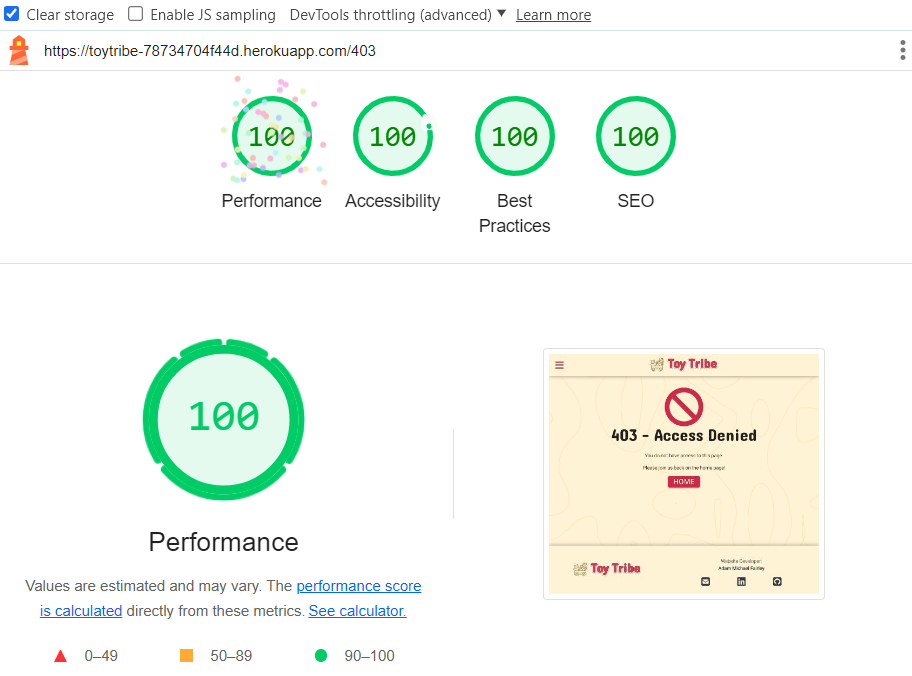 Clear storage Enable JS sampling DevTools throttling (advanced) Learn more
https://toytribe-78734704f44d.herokuapp.com/403
100 100 100 100
Performance Accessibility Best Practices SEO
100
Performance
Values are estimated and may vary. The performance score
is calculated directly from these metrics. See calculator.
0–49 50–89 90–100
Toy Tribe
403 - Access Denied
You do not have access to this page
Please join us back on the home page!
HOME
Toy Tribe
Website Developer:
Adam Michael Farley